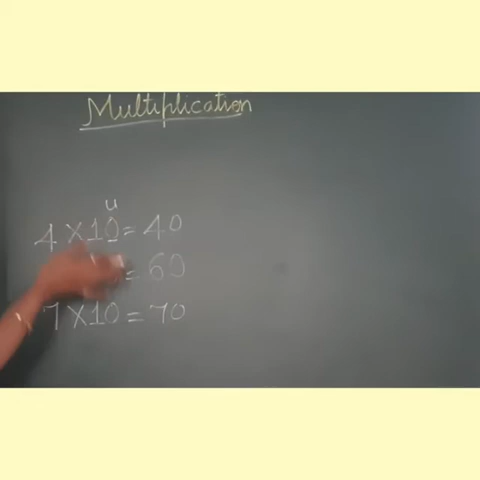 Multiplication
u
4 X 10 = 40
= 60
7 X 10 = 70